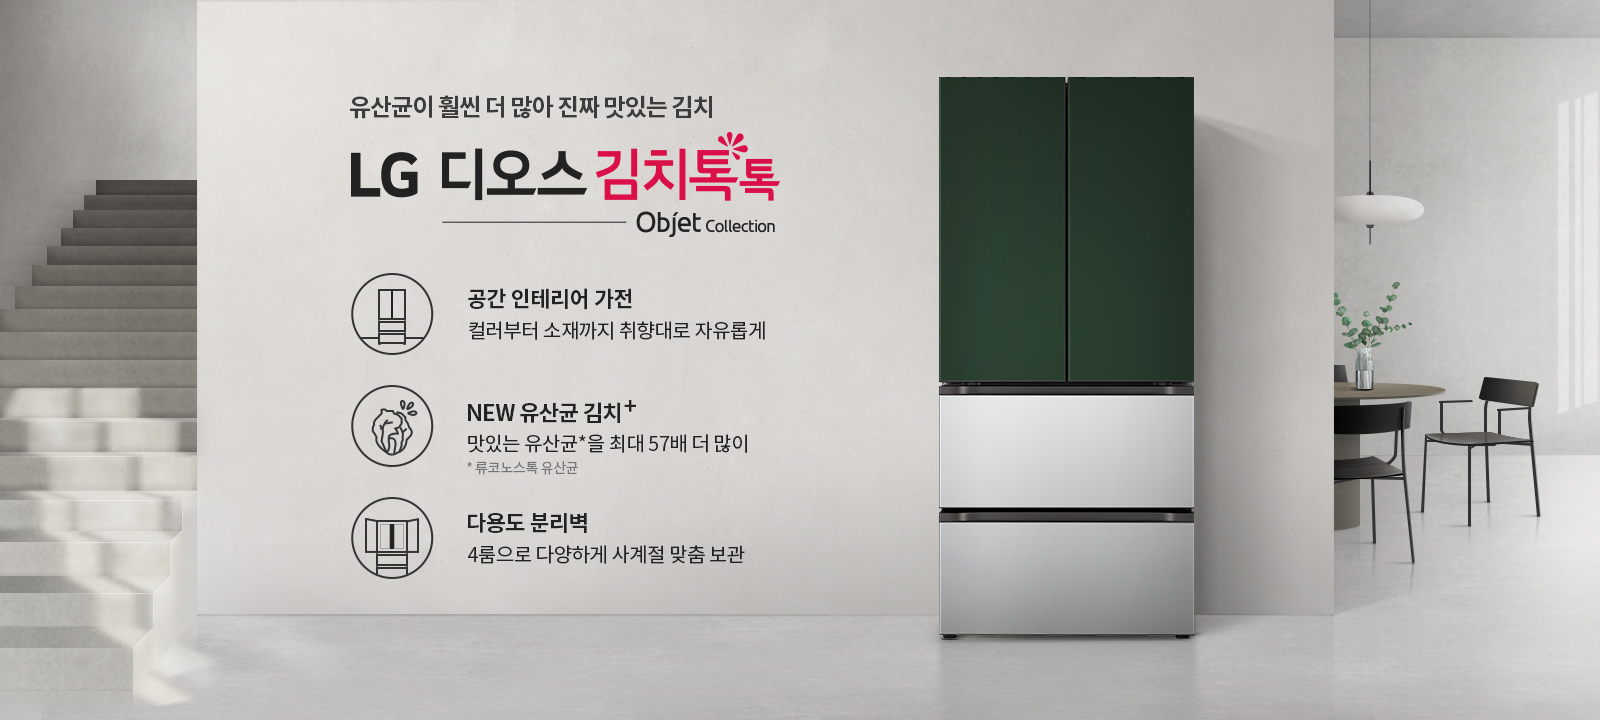 유산균이 훨씬 더 많아 진짜 맛있는 김치
LG 디오스 김치톡톡
Objet Collection
공간 인테리어 가전
컬러부터 소재까지 취향대로 자유롭게
NEW 유산균 김치+
맛있는 유산균*을 최대 57배 더 많이
* 류코노스톡 유산균
다용도 분리벽
4룸으로 다양하게 사계절 맞춤 보관